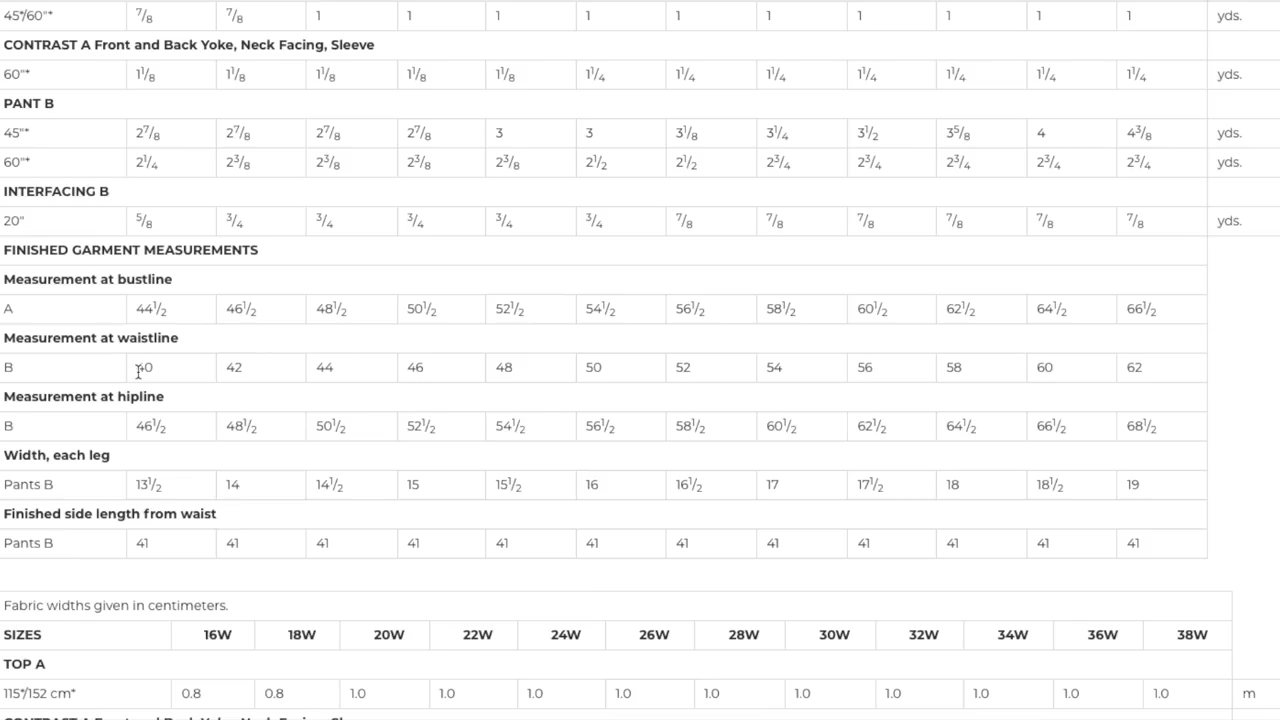 45"/60"* 7/8 7/8 1 1 1 1 1 1 1 1 1 1 yds.
CONTRAST A Front and Back Yoke, Neck Facing, Sleeve
60"* 1 1/8 1 1/8 1 1/8 1 1/8 1 1/8 1 1/4 1 1/4 1 1/4 1 1/4 1 1/4 1 1/4 1 1/4 yds.
PANT B
45"* 2 7/8 2 7/8 2 7/8 2 7/8 3 3 3 1/8 3 1/4 3 1/2 3 5/8 4 4 3/8 yds.
60"* 2 1/4 2 3/8 2 3/8 2 3/8 2 3/8 2 1/2 2 1/2 2 3/4 2 3/4 2 3/4 2 3/4 2 3/4 yds.
INTERFACING B
20" 5/8 3/4 3/4 3/4 3/4 3/4 7/8 7/8 7/8 7/8 7/8 7/8 yds.
FINISHED GARMENT MEASUREMENTS
Measurement at bustline
A 44 1/2 46 1/2 48 1/2 50 1/2 52 1/2 54 1/2 56 1/2 58 1/2 60 1/2 62 1/2 64 1/2 66 1/2
Measurement at waistline
B 40 42 44 46 48 50 52 54 56 58 60 62
Measurement at hipline
B 46 1/2 48 1/2 50 1/2 52 1/2 54 1/2 56 1/2 58 1/2 60 1/2 62 1/2 64 1/2 66 1/2 68 1/2
Width, each leg
Pants B 13 1/2 14 14 1/2 15 15 1/2 16 16 1/2 17 17 1/2 18 18 1/2 19
Finished side length from waist
Pants B 41 41 41 41 41 41 41 41 41 41 41 41
Fabric widths given in centimeters.
SIZES 16W 18W 20W 22W 24W 26W 28W 30W 32W 34W 36W 38W
TOP A
115*/152 cm* 0.8 0.8 1.0 1.0 1.0 1.0 1.0 1.0 1.0 1.0 1.0 1.0 m
CONTRAST A Front and Back Yoke, Neck Facing, Sleeve